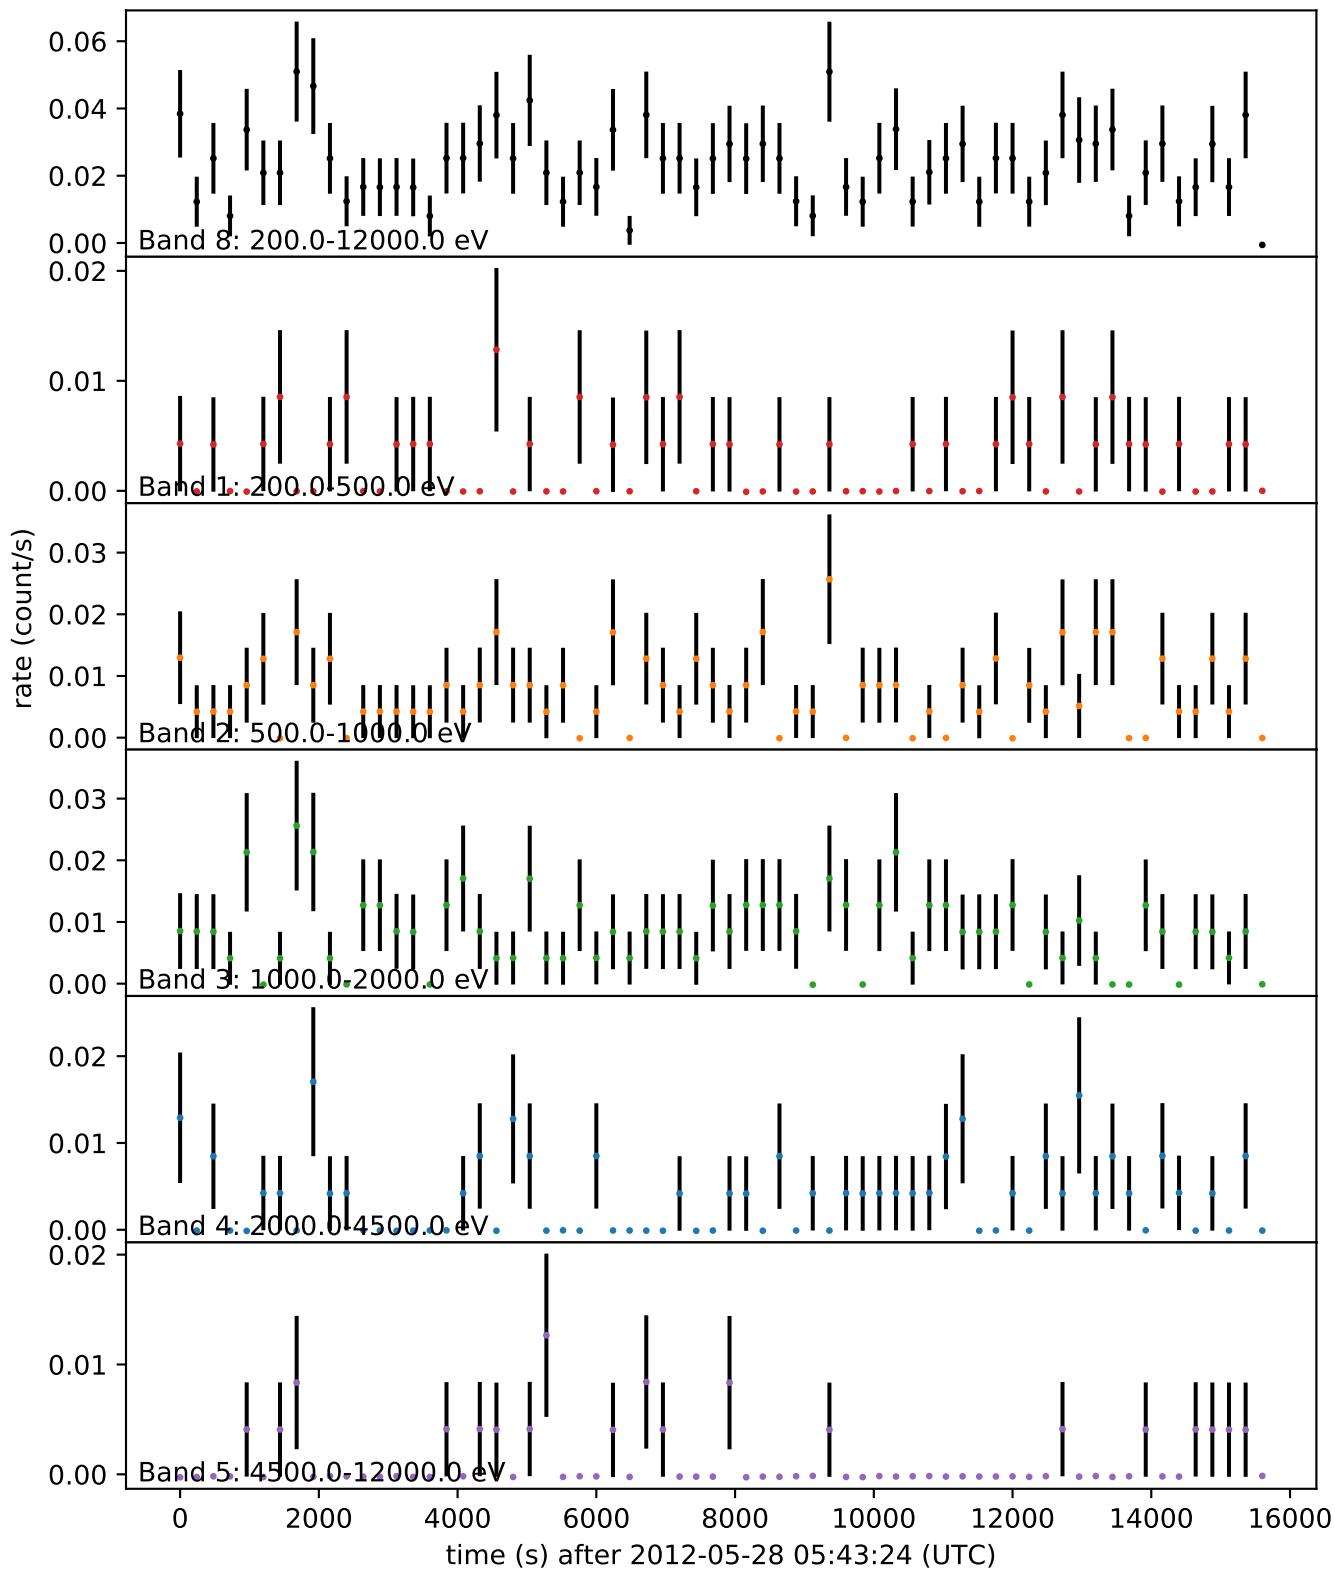 0.06
0.04
0.02
0.00
Band 8: 200.0-12000.0 eV
0.02
0.01
0.00
Band 1: 200.0-500.0 eV
0.03
0.02
0.01
0.00
Band 2: 500.0-1000.0 eV
rate (count/s)
0.03
0.02
0.01
0.00
Band 3: 1000.0-2000.0 eV
0.02
0.01
0.00
Band 4: 2000.0-4500.0 eV
0.02
0.01
0.00
Band 5: 4500.0-12000.0 eV
0 2000 4000 6000 8000 10000 12000 14000 16000
time (s) after 2012-05-28 05:43:24 (UTC)